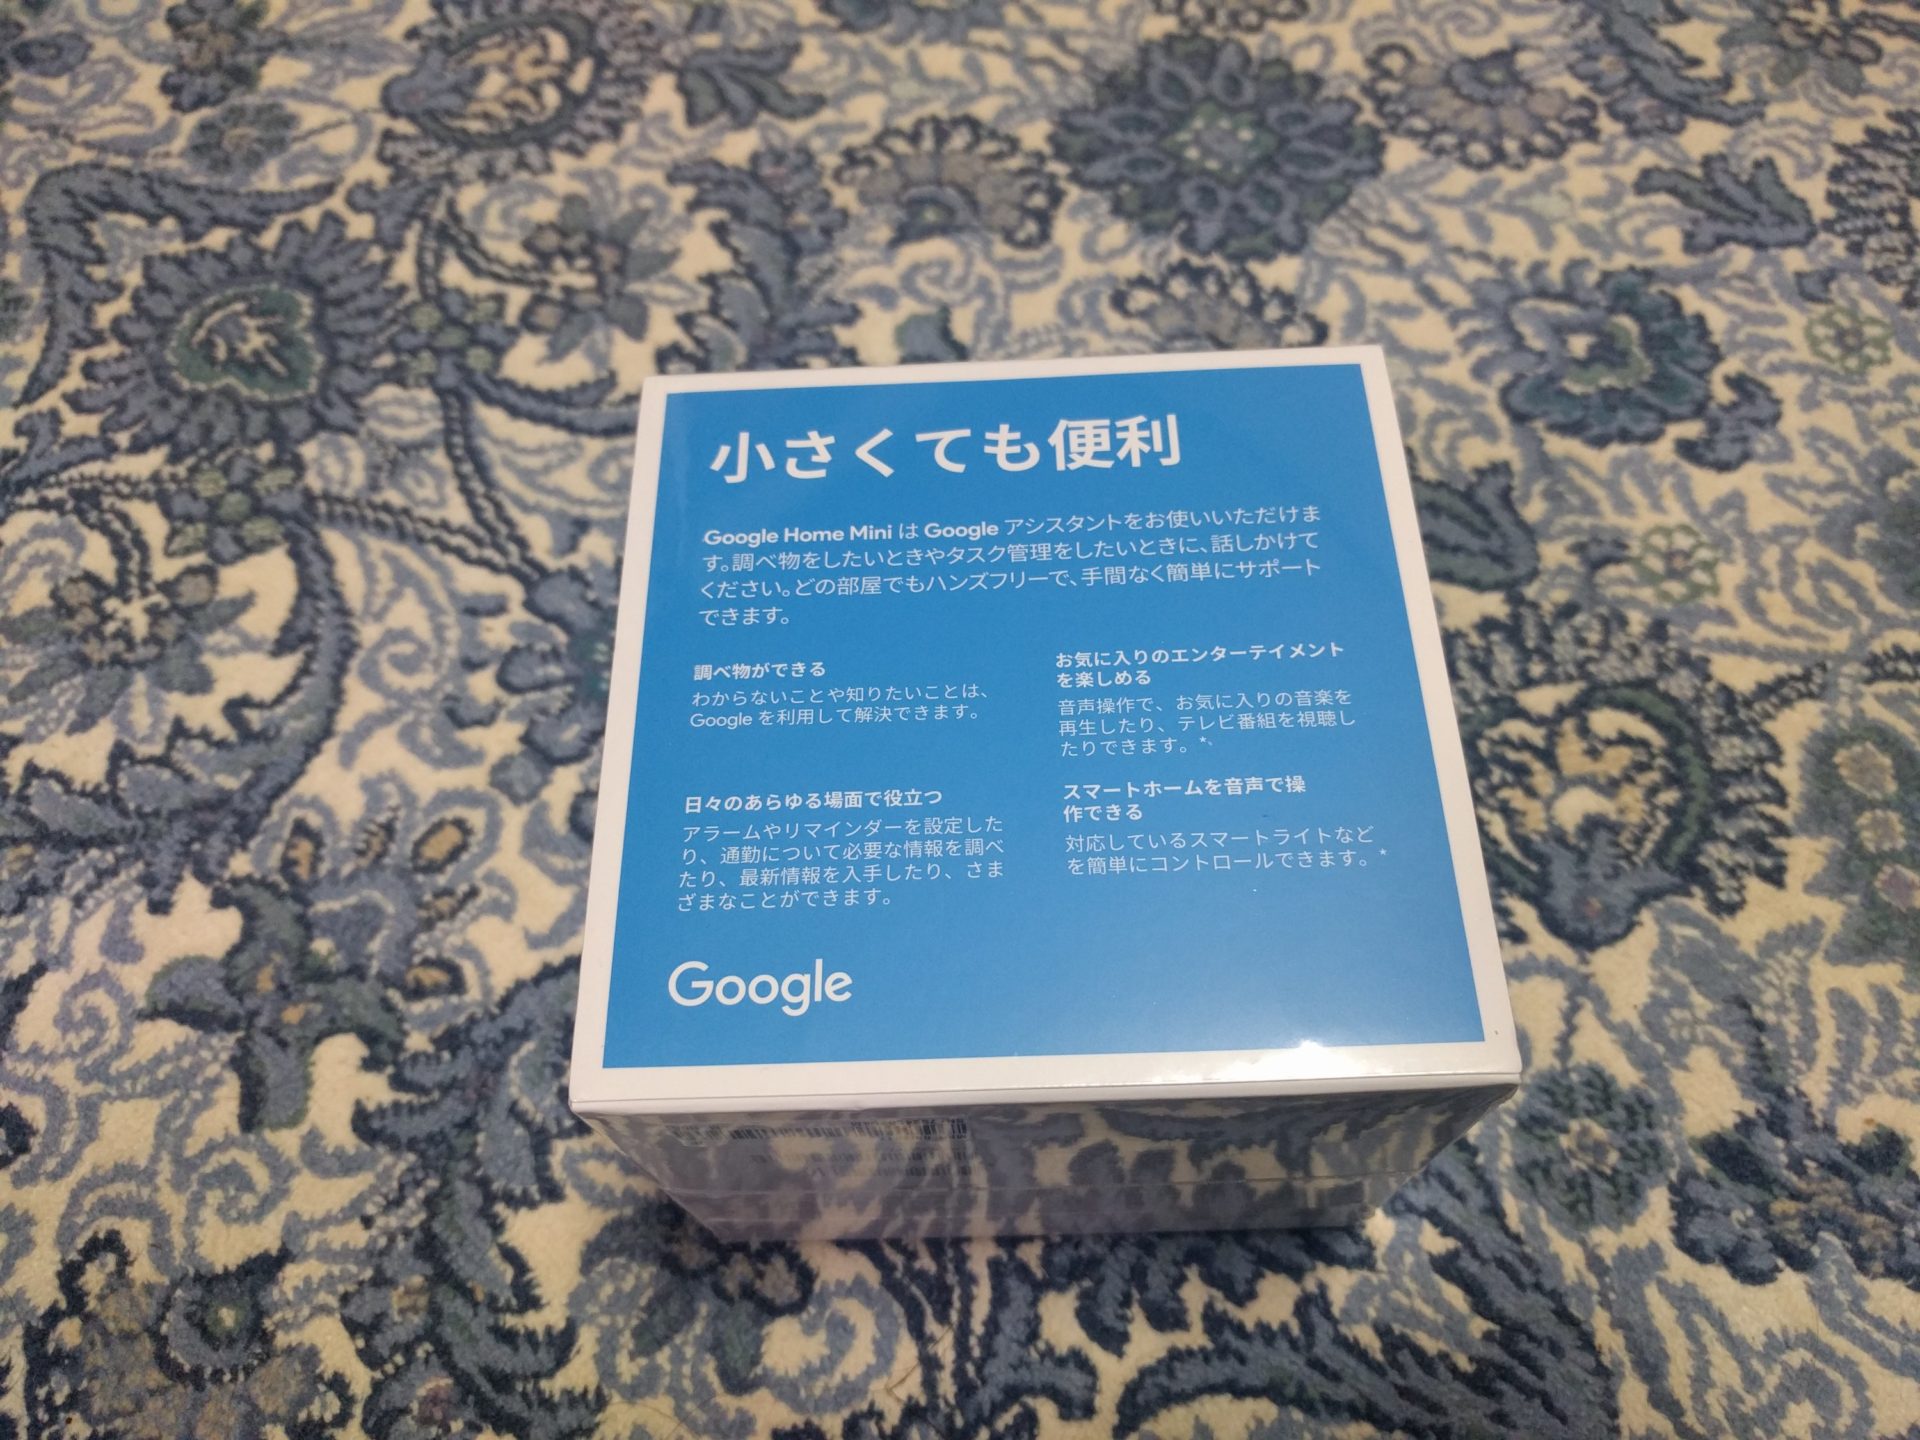 小さくても便利
Google Home Mini は Google アシスタントをお使いいただけま
す。調べ物をしたいときやタスク管理をしたいときに、話しかけて
ください。どの部屋でもハンズフリーで、手間なく簡単にサポート
できます。
調べ物ができる
わからないことや知りたいことは、
Google を利用して解決できます。
お気に入りのエンターテイメント
を楽しめる
音声操作で、お気に入りの音楽を
再生したり、テレビ番組を視聴し
たりできます。*、
日々のあらゆる場面で役立つ
アラームやリマインダーを設定した
り、通勤について必要な情報を調べ
たり、最新情報を入手したり、さま
ざまなことができます。
スマートホームを音声で操
作できる
対応しているスマートライトなど
を簡単にコントロールできます。*
Google